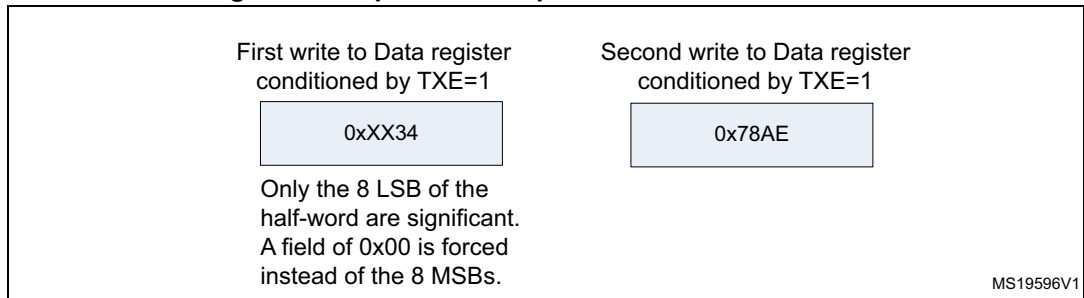 First write to Data register
conditioned by TXE=1
0xXX34
Only the 8 LSB of the
half-word are significant.
A field of 0x00 is forced
instead of the 8 MSBs.
Second write to Data register
conditioned by TXE=1
0x78AE
MS19596V1